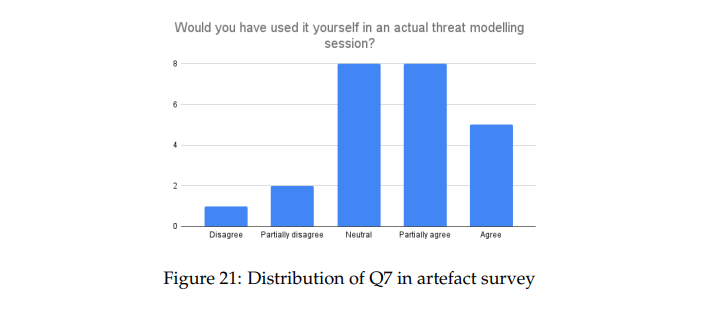 Would you have used it yourself in an actual threat modelling
session?
8
6
4
2
0
Disagree Partially disagree Neutral Partially agree Agree
Figure 21: Distribution of Q7 in artefact survey